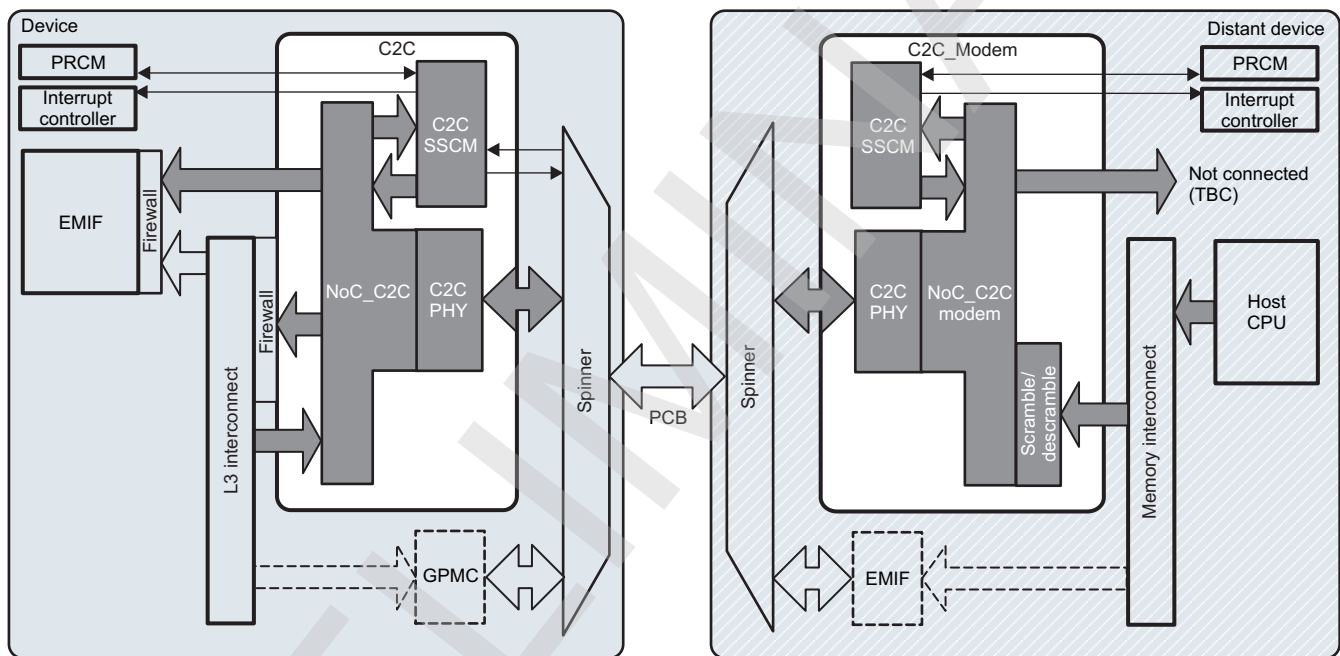 Device
PRCM
Interrupt
controller
EMIF
Firewall
L3 interconnect
Firewall
C2C
C2C
SSCM
NoC_C2C
C2C
PHY
GPMC
Spinner
PCB
Spinner
Distant device
C2C_Modem
PRCM
Interrupt
controller
C2C
SSCM
Not connected
(TBC)
C2C
PHY
NoC_C2C
modem
Scramble/
descramble
Memory interconnect
Host
CPU
EMIF